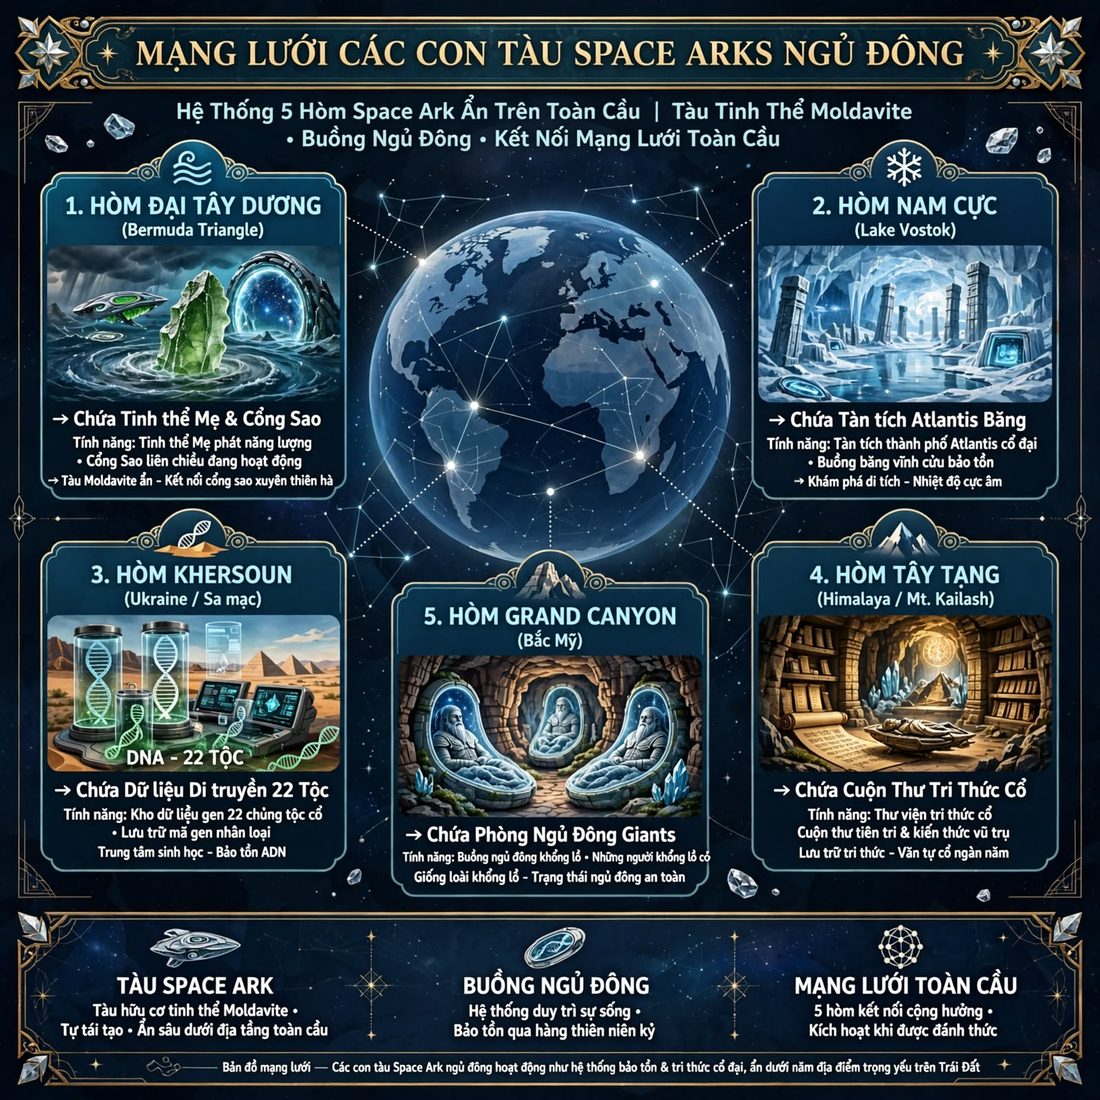 MẠNG LƯỚI CÁC CON TÀU SPACE ARKS NGỦ ĐÔNG
Hệ Thống 5 Hòm Space Ark Ẩn Trên Toàn Cầu | Tàu Tinh Thể Moldavite
• Buồng Ngủ Đông • Kết Nối Mạng Lưới Toàn Cầu
1. HÒM ĐẠI TÂY DƯƠNG
(Bermuda Triangle)
→ Chứa Tinh thể Mẹ & Cổng Sao
Tính năng: Tinh thể Mẹ phát năng lượng
• Cổng Sao liên chiều đang hoạt động
→ Tàu Moldavite ẩn – Kết nối cổng sao xuyên thiên hà
2. HÒM NAM CỰC
(Lake Vostok)
→ Chứa Tàn tích Atlantis Băng
Tính năng: Tàn tích thành phố Atlantis cổ đại
• Buồng băng vĩnh cửu bảo tồn
→ Khám phá di tích – Nhiệt độ cực âm
3. HÒM KHERSOUN
(Ukraine / Sa mạc)
DNA - 22 TỘC
→ Chứa Dữ liệu Di truyền 22 Tộc
Tính năng: Kho dữ liệu gen 22 chủng tộc cổ
• Lưu trữ mã gen nhân loại
Trung tâm sinh học – Bảo tồn ADN
4. HÒM TÂY TẠNG
(Himalaya / Mt. Kailash)
→ Chứa Cuộn Thư Tri Thức Cổ
Tính năng: Thư viện tri thức cổ
Cuộn thư tiên tri & kiến thức vũ trụ
Lưu trữ tri thức – Văn tự cổ ngàn năm
5. HÒM GRAND CANYON
(Bắc Mỹ)
→ Chứa Phòng Ngủ Đông Giants
Tính năng: Buồng ngủ đông khổng lồ • Những người khổng lồ cổ
Giống loài khổng lồ – Trạng thái ngủ đông an toàn
TÀU SPACE ARK
Tàu hữu cơ tinh thể Moldavite •
Tự tái tạo • Ẩn sâu dưới địa tầng toàn cầu
BUỒNG NGỦ ĐÔNG
Hệ thống duy trì sự sống •
Bảo tồn qua hàng thiên niên kỷ
MẠNG LƯỚI TOÀN CẦU
5 hòm kết nối cộng hưởng •
Kích hoạt khi được đánh thức
Bản đồ mạng lưới — Các con tàu Space Ark ngủ đông hoạt động như hệ thống bảo tồn & tri thức cổ đại, ẩn dưới năm địa điểm trọng yếu trên Trái Đất